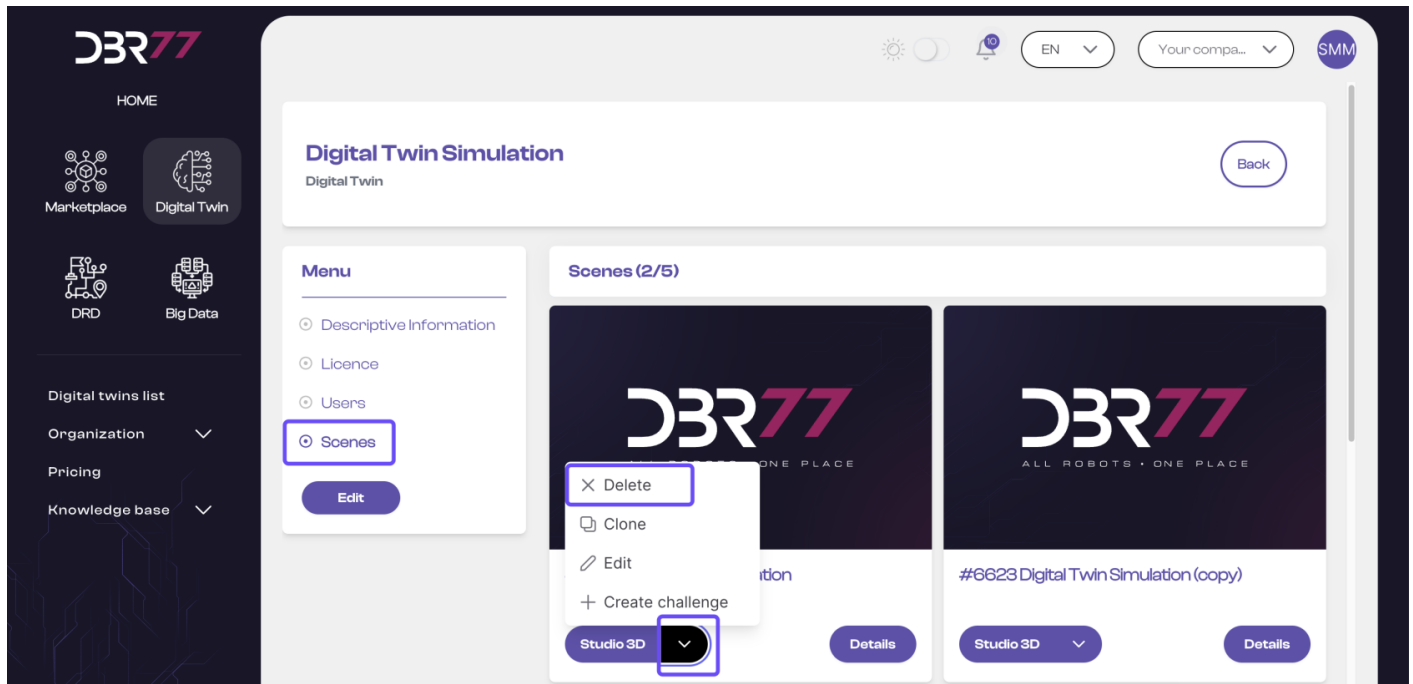 DBR77
10
EN
Your compa...
SMM
HOME
Marketplace
Digital Twin
DRD
Big Data
Digital twins list
Organization
Pricing
Knowledge base
Digital Twin Simulation
Digital Twin
Back
Menu
Descriptive Information
Licence
Users
Scenes
Edit
Scenes (2/5)
DBR77
ONE PLACE
Delete
Clone
Edit
Create challenge
Studio 3D
Details
DBR77
ALL ROBOTS • ONE PLACE
#6623 Digital Twin Simulation (copy)
Studio 3D
Details